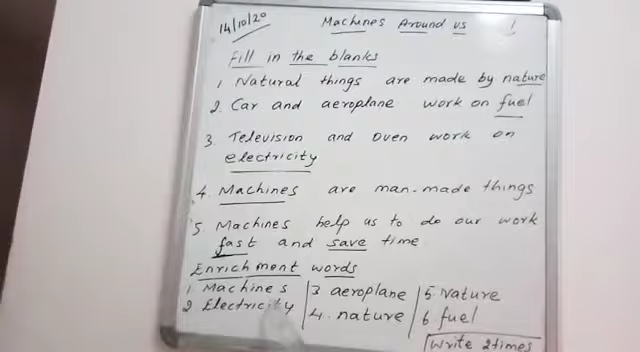 14/10/20 Machines Around us !
Fill in the blanks
1 Natural things are made by nature
2. Car and aeroplane work on fuel
3. Television and Oven work on
electricity
4. Machines are man-made things
5. Machines help us to do our work
fast and save time
Enrichment words
1 Machines | 3 aeroplane | 5. Nature
2 Electricity | 4. nature | 6 fuel
Write 2times